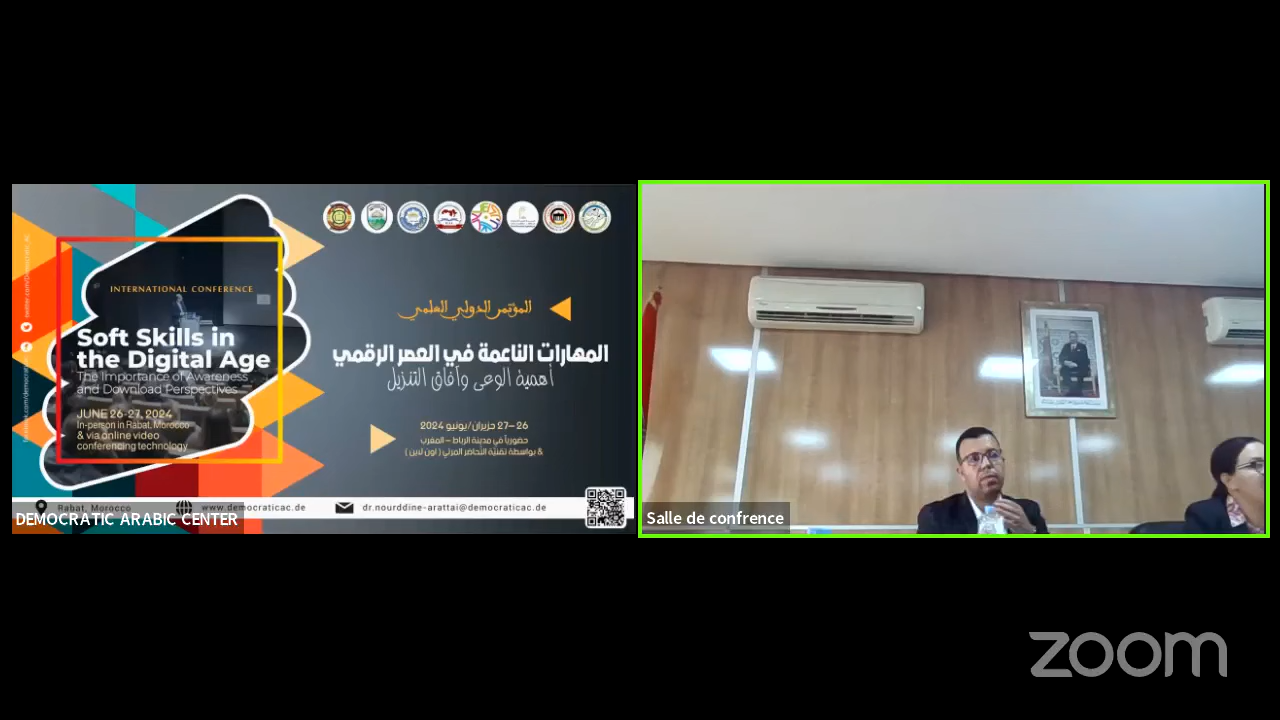 INTERNATIONAL CONFERENCE
Soft Skills in
the Digital Age
The Importance of Awareness
and Download Perspectives
JUNE 26-27, 2024
In-person in Rabat, Morocco
& via online video
conferencing technology
المؤتمر الدولي العلمي
المهارات الناعمة في العصر الرقمي
أهمية الوعي وآفاق التنزيل
26–27 حزيران/يونيو 2024
حضورياً في مدينة الرباط – المغرب
& بواسطة تقنيّة التحاضر المرئي ( اون لاين )
Rabat, Morocco
www.democraticac.de
dr.nourddine-arattai@democraticac.de
DEMOCRATIC ARABIC CENTER
Salle de confrence
zoom